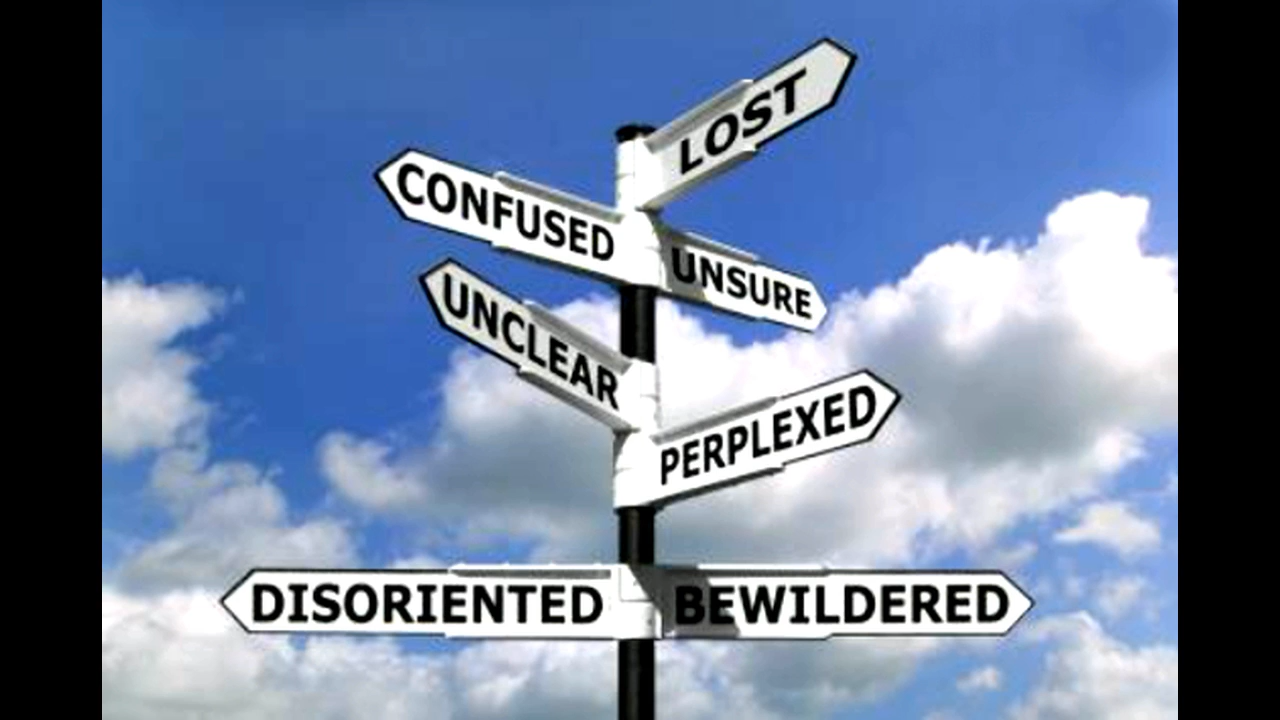 LOST
CONFUSED
UNSURE
UNCLEAR
PERPLEXED
DISORIENTED
BEWILDERED